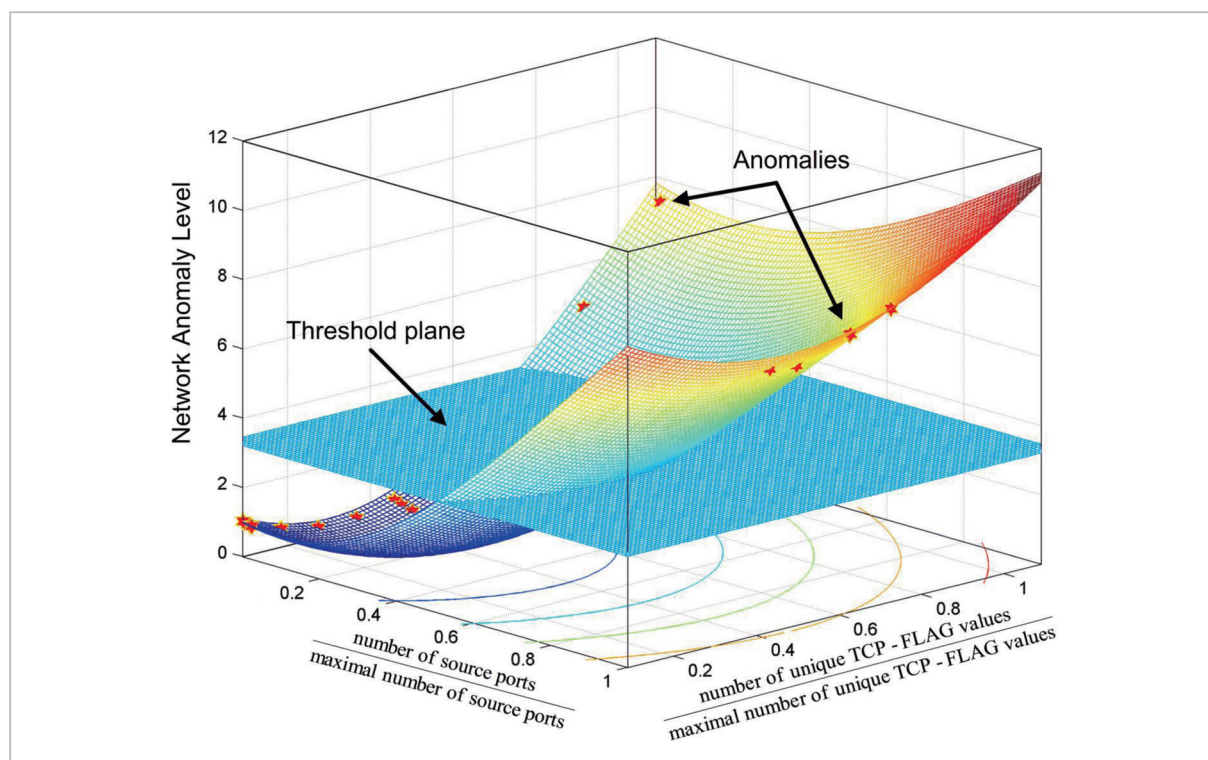 12
10
8
6
4
2
0
Network Anomaly Level
Anomalies
Threshold plane
0.2
0.4
0.6
0.8
1
number of source ports
maximal number of source ports
0.2
0.4
0.6
0.8
1
number of unique TCP - FLAG values
maximal number of unique TCP - FLAG values